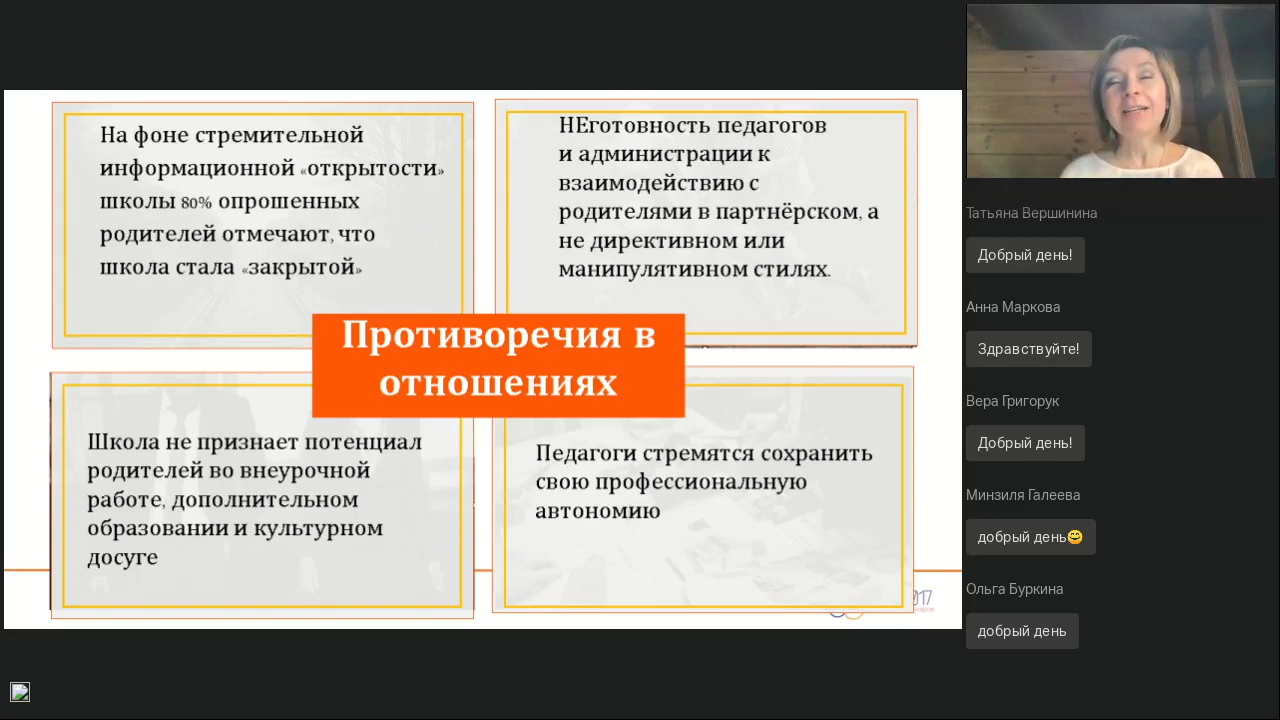 На фоне стремительной
информационной «открытости»
школы 80% опрошенных
родителей отмечают, что
школа стала «закрытой»
НЕготовность педагогов
и администрации к
взаимодействию с
родителями в партнёрском, а
не директивном или
манипулятивном стилях.
Противоречия в
отношениях
Школа не признает потенциал
родителей во внеурочной
работе, дополнительном
образовании и культурном
досуге
Педагоги стремятся сохранить
свою профессиональную
автономию
Татьяна Вершинина
Добрый день!
Анна Маркова
Здравствуйте!
Вера Григорук
Добрый день!
Минзиля Галеева
добрый день😊
Ольга Буркина
добрый день